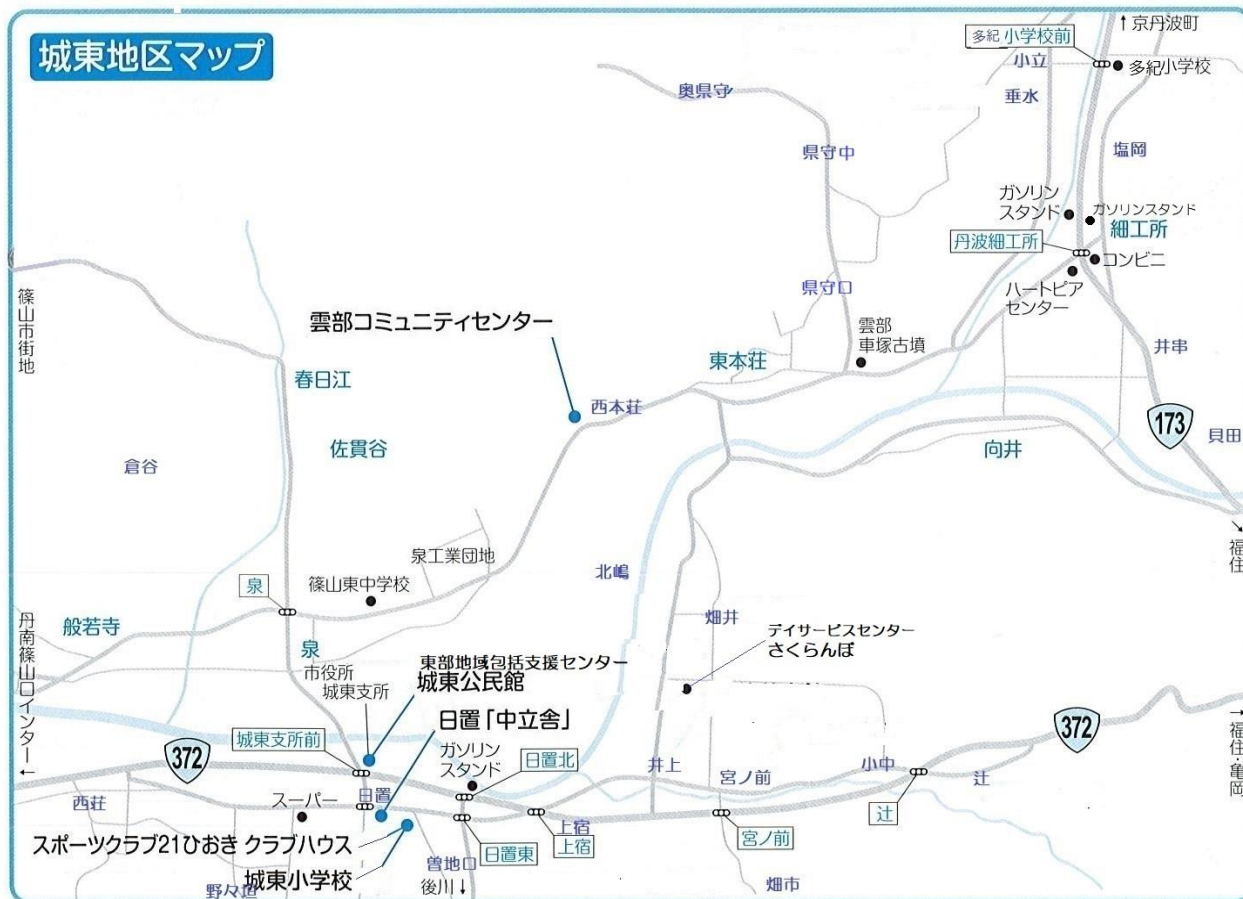 城東地区マップ
↑京丹波町
多紀 小学校前
小立
多紀小学校
垂水
奥県守
県守中
塩岡
ガソリン
スタンド
ガソリンスタンド
細工所
丹波細工所
コンビニ
ハートピア
センター
県守口
篠山市街地
雲部コミュニティセンター
雲部
車塚古墳
東本荘
井串
春日江
西本荘
173
貝田
佐貫谷
倉谷
向井
→福住
泉工業団地
北嶋
篠山東中学校
泉
畑井
般若寺
泉
デイサービスセンター
さくらんぼ
丹南篠山口インター→
市役所
城東支所
東部地域包括支援センター
城東公民館
日置「中立舎」
372
→福住・亀岡
城東支所前
372
ガソリン
スタンド
日置北
井上
宮ノ前
小中
辻
西荘
スーパー
日置
上宿
上宿
宮ノ前
辻
スポーツクラブ21ひおき クラブハウス
日置東
曽地口
城東小学校
後川↓
畑市